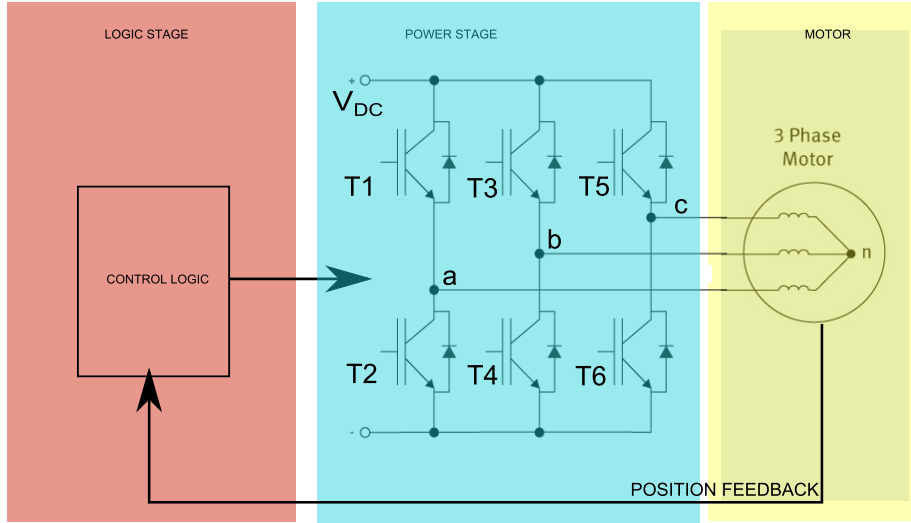 LOGIC STAGE
POWER STAGE
MOTOR
+
VDC
3 Phase
Motor
T1
T3
T5
c
b
n
a
CONTROL LOGIC
T2
T4
T6
-
POSITION FEEDBACK